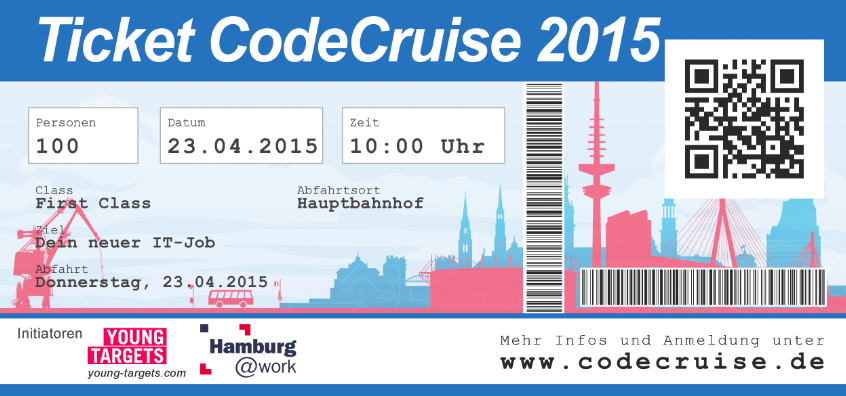 Ticket CodeCruise 2015
Personen
100
Datum
23.04.2015
Zeit
10:00 Uhr
Class
First Class
Abfahrtsort
Hauptbahnhof
Ziel
Dein neuer IT-Job
Abfahrt
Donnerstag, 23.04.2015
Initiatoren
YOUNG
TARGETS
young-targets.com
Hamburg
@work
Mehr Infos und Anmeldung unter
www.codecruise.de